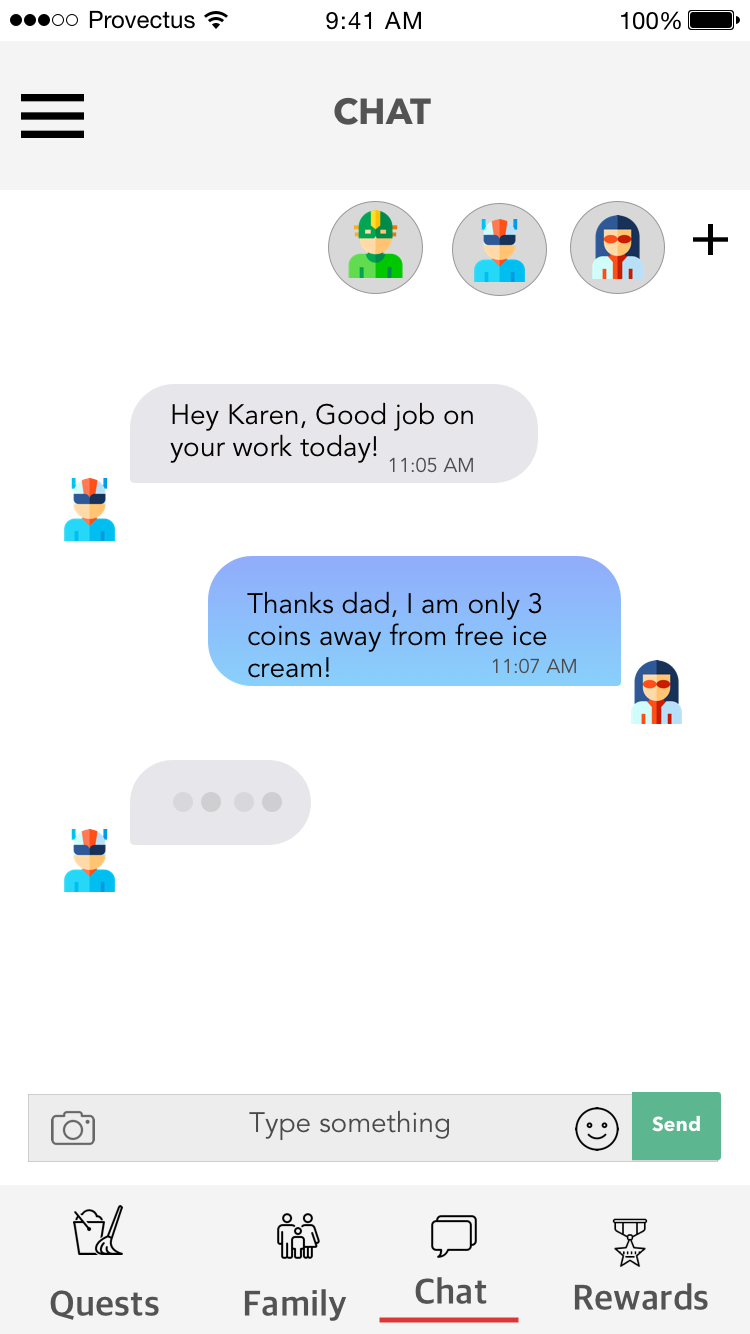 Provectus 9:41 AM 100%
CHAT
Hey Karen, Good job on
your work today!
11:05 AM
Thanks dad, I am only 3
coins away from free ice
cream!
11:07 AM
Type something
Send
Quests Family Chat Rewards